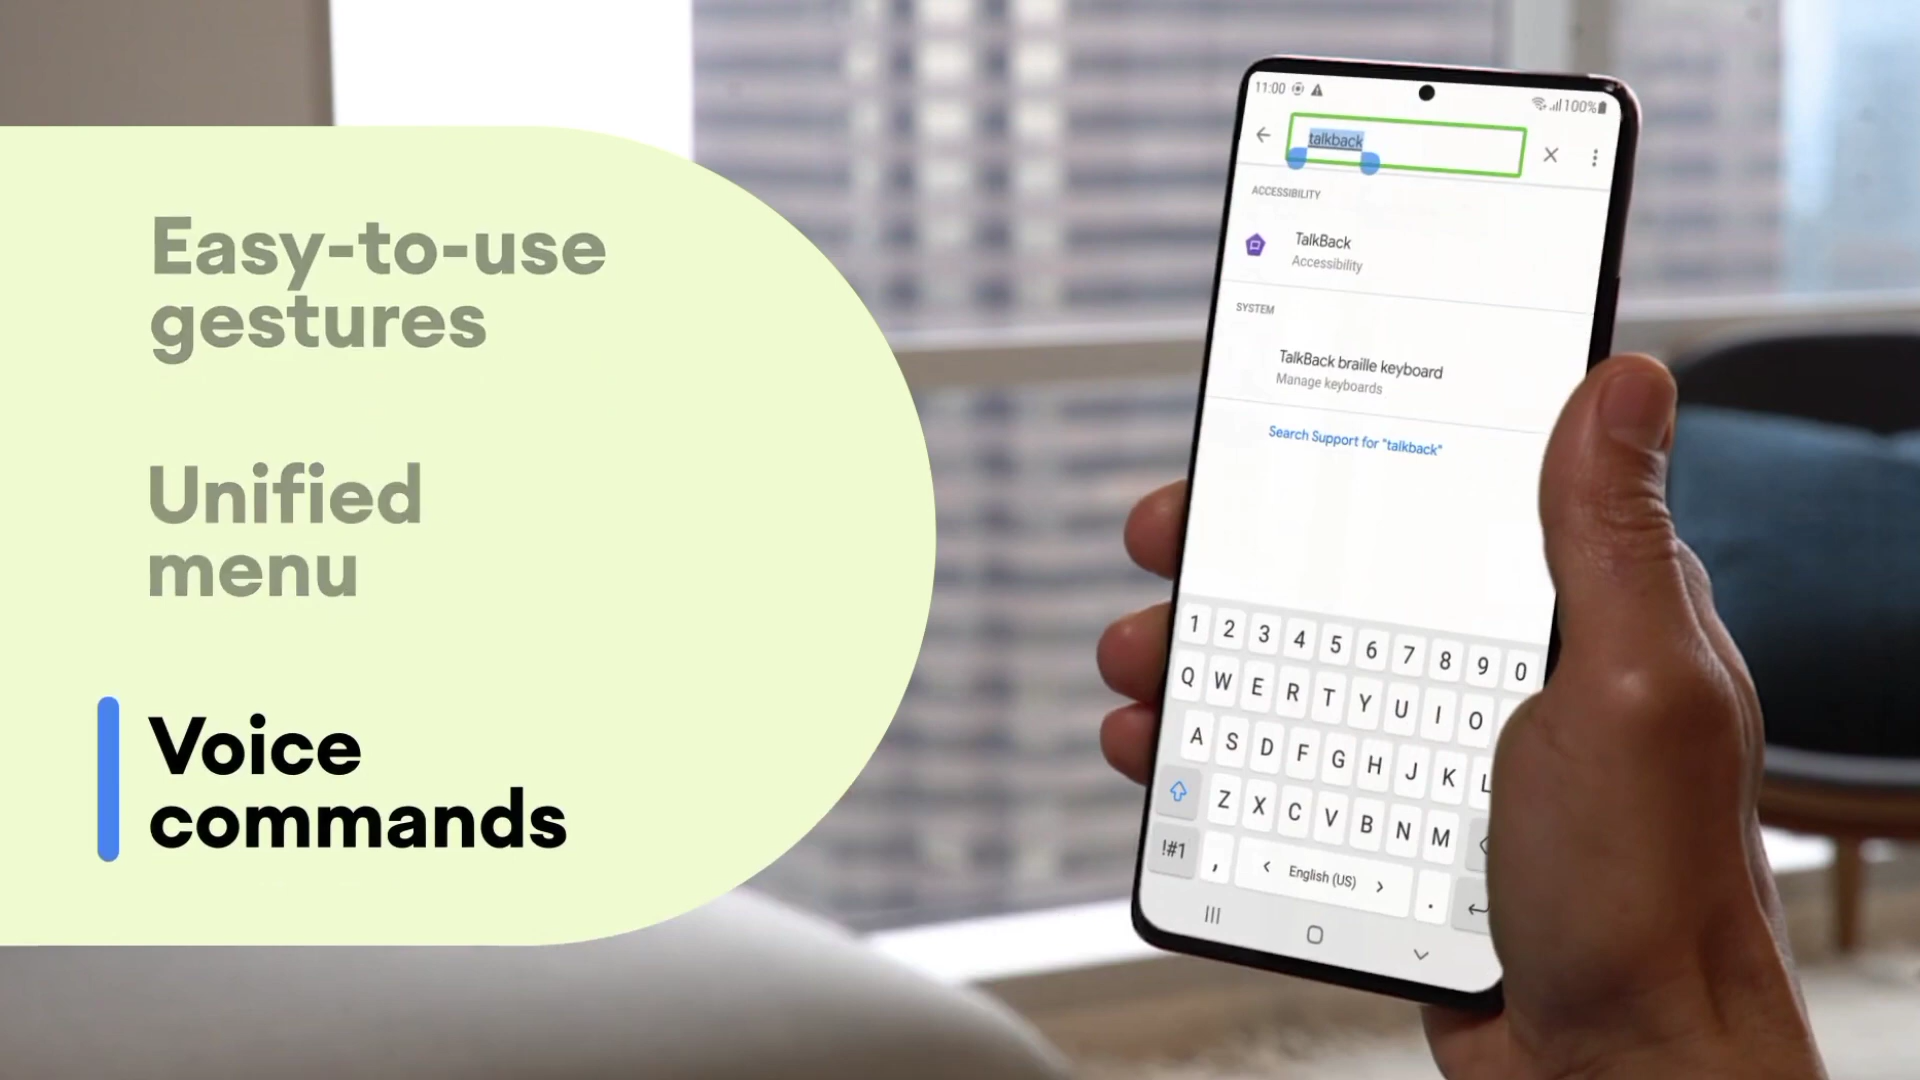 Easy-to-use
gestures
Unified
menu
Voice
commands
11:00
100%
talkback
ACCESSIBILITY
TalkBack
Accessibility
SYSTEM
TalkBack braille keyboard
Manage keyboards
Search Support for "talkback"
1 2 3 4 5 6 7 8 9 0
Q W E R T Y U I O
A S D F G H J K L
Z X C V B N M
!#1 , < English (US) > .